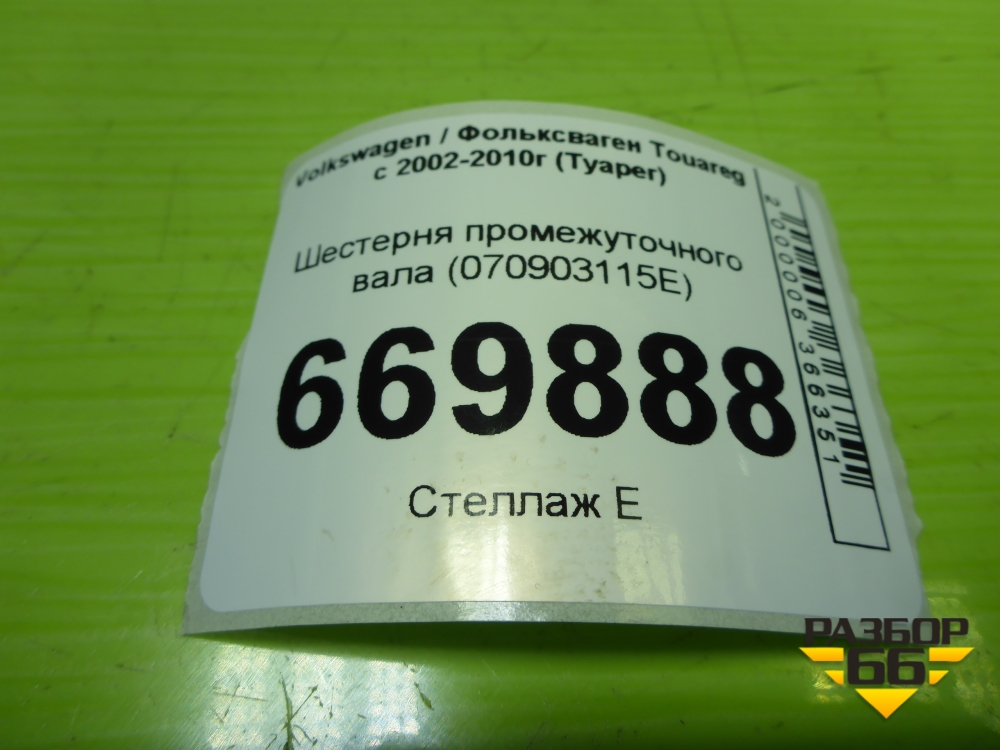 Volkswagen / Фольксваген Touareg
с 2002-2010г (Туарег)
Шестерня промежуточного
вала (070903115E)
669888
Стеллаж Е
2000006366351
РАЗБОР
66